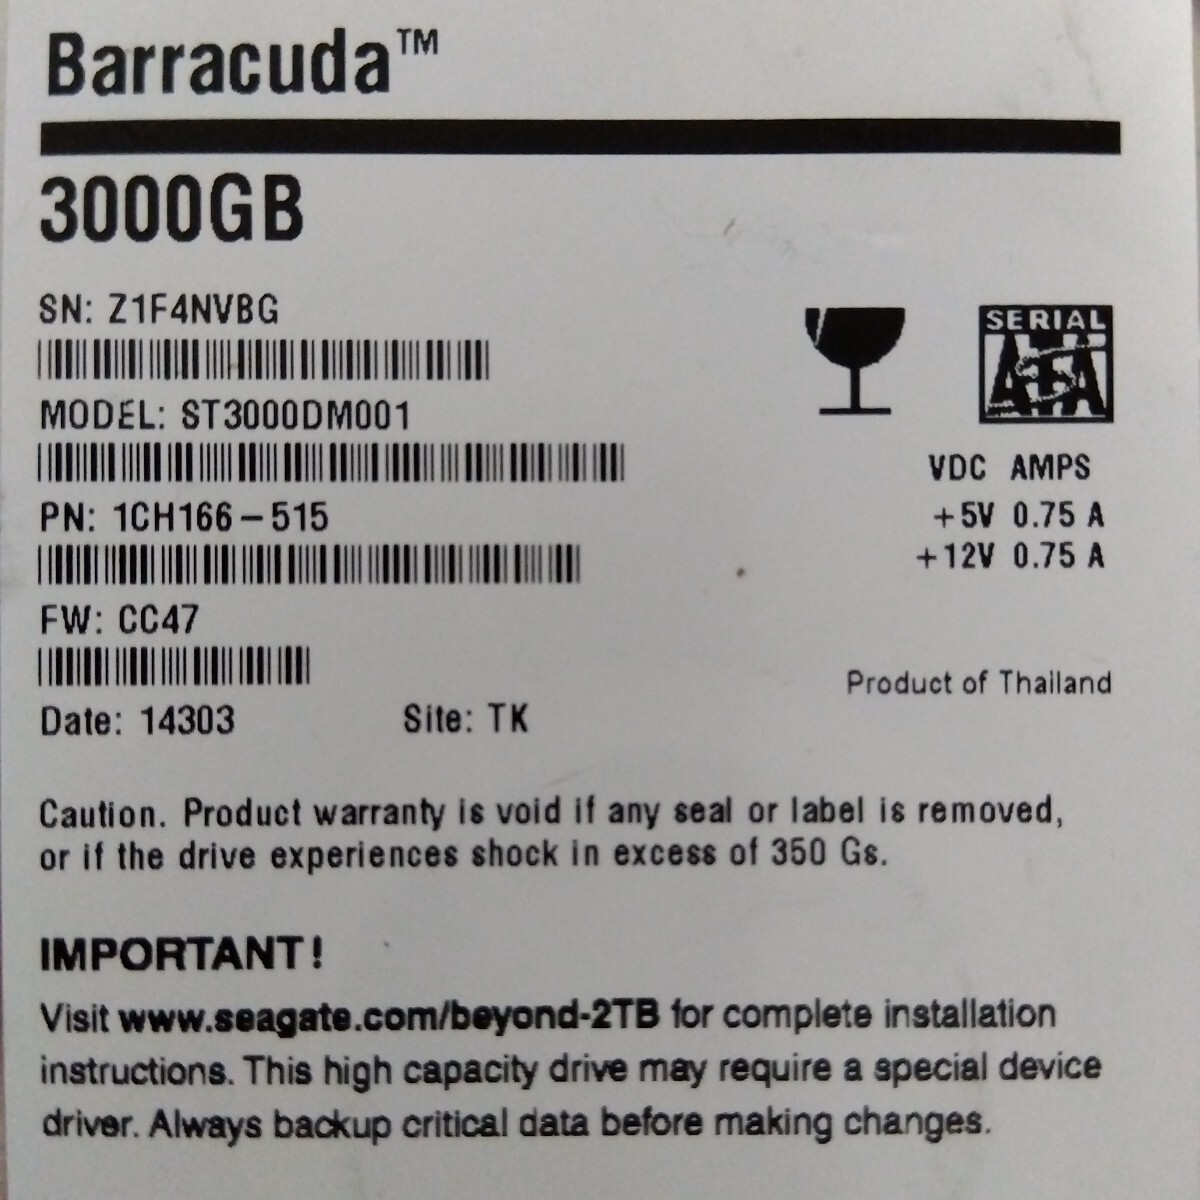 Barracuda™
3000GB
SN: Z1F4NVBG
MODEL: ST3000DM001
PN: 1CH166-515
FW: CC47
Date: 14303 Site: TK
SERIAL
ATA
VDC AMPS
+5V 0.75 A
+12V 0.75 A
Product of Thailand
Caution. Product warranty is void if any seal or label is removed,
or if the drive experiences shock in excess of 350 Gs.
IMPORTANT!
Visit www.seagate.com/beyond-2TB for complete installation
instructions. This high capacity drive may require a special device
driver. Always backup critical data before making changes.